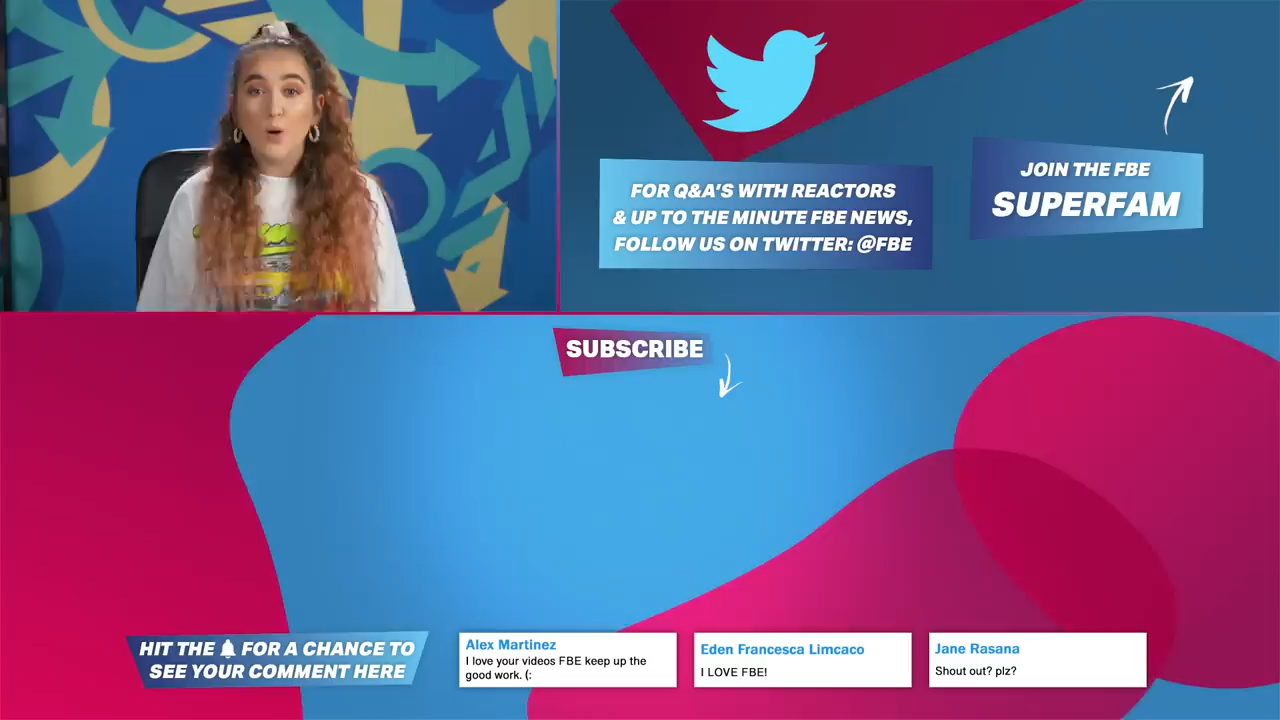 FOR Q&A'S WITH REACTORS
& UP TO THE MINUTE FBE NEWS,
FOLLOW US ON TWITTER: @FBE
JOIN THE FBE
SUPERFAM
SUBSCRIBE
HIT THE FOR A CHANCE TO
SEE YOUR COMMENT HERE
Alex Martinez
I love your videos FBE keep up the
good work. (:
Eden Francesca Limcaco
I LOVE FBE!
Jane Rasana
Shout out? plz?